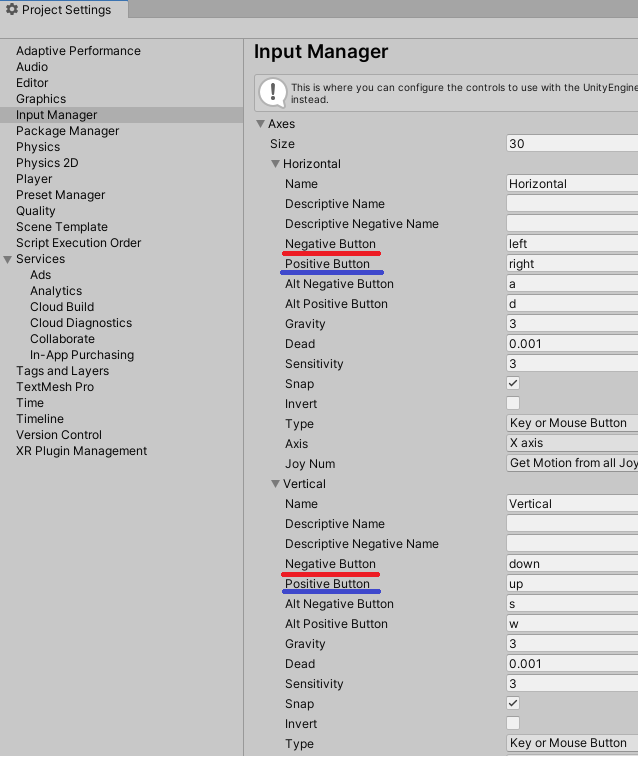 Project Settings
Adaptive Performance
Audio
Editor
Graphics
Input Manager
Package Manager
Physics
Physics 2D
Player
Preset Manager
Quality
Scene Template
Script Execution Order
Services
Ads
Analytics
Cloud Build
Cloud Diagnostics
Collaborate
In-App Purchasing
Tags and Layers
TextMesh Pro
Time
Timeline
Version Control
XR Plugin Management
Input Manager
This is where you can configure the controls to use with the UnityEngine
instead.
Axes
Size 30
Horizontal
Name Horizontal
Descriptive Name
Descriptive Negative Name
Negative Button left
Positive Button right
Alt Negative Button a
Alt Positive Button d
Gravity 3
Dead 0.001
Sensitivity 3
Snap
Invert
Type Key or Mouse Button
Axis X axis
Joy Num Get Motion from all Joy
Vertical
Name Vertical
Descriptive Name
Descriptive Negative Name
Negative Button down
Positive Button up
Alt Negative Button s
Alt Positive Button w
Gravity 3
Dead 0.001
Sensitivity 3
Snap
Invert
Type Key or Mouse Button